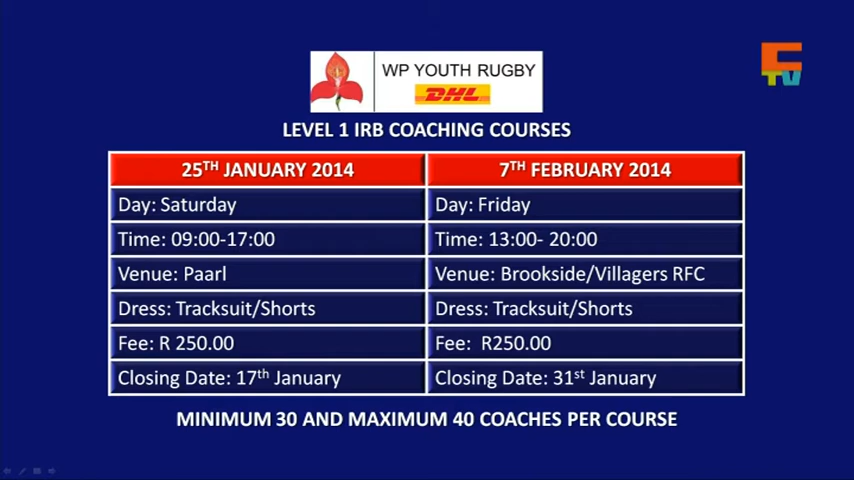 WP YOUTH RUGBY
DHL
CTV
LEVEL 1 IRB COACHING COURSES
25TH JANUARY 2014
7TH FEBRUARY 2014
Day: Saturday
Day: Friday
Time: 09:00-17:00
Time: 13:00- 20:00
Venue: Paarl
Venue: Brookside/Villagers RFC
Dress: Tracksuit/Shorts
Dress: Tracksuit/Shorts
Fee: R 250.00
Fee:  R250.00
Closing Date: 17th January
Closing Date: 31st January
MINIMUM 30 AND MAXIMUM 40 COACHES PER COURSE